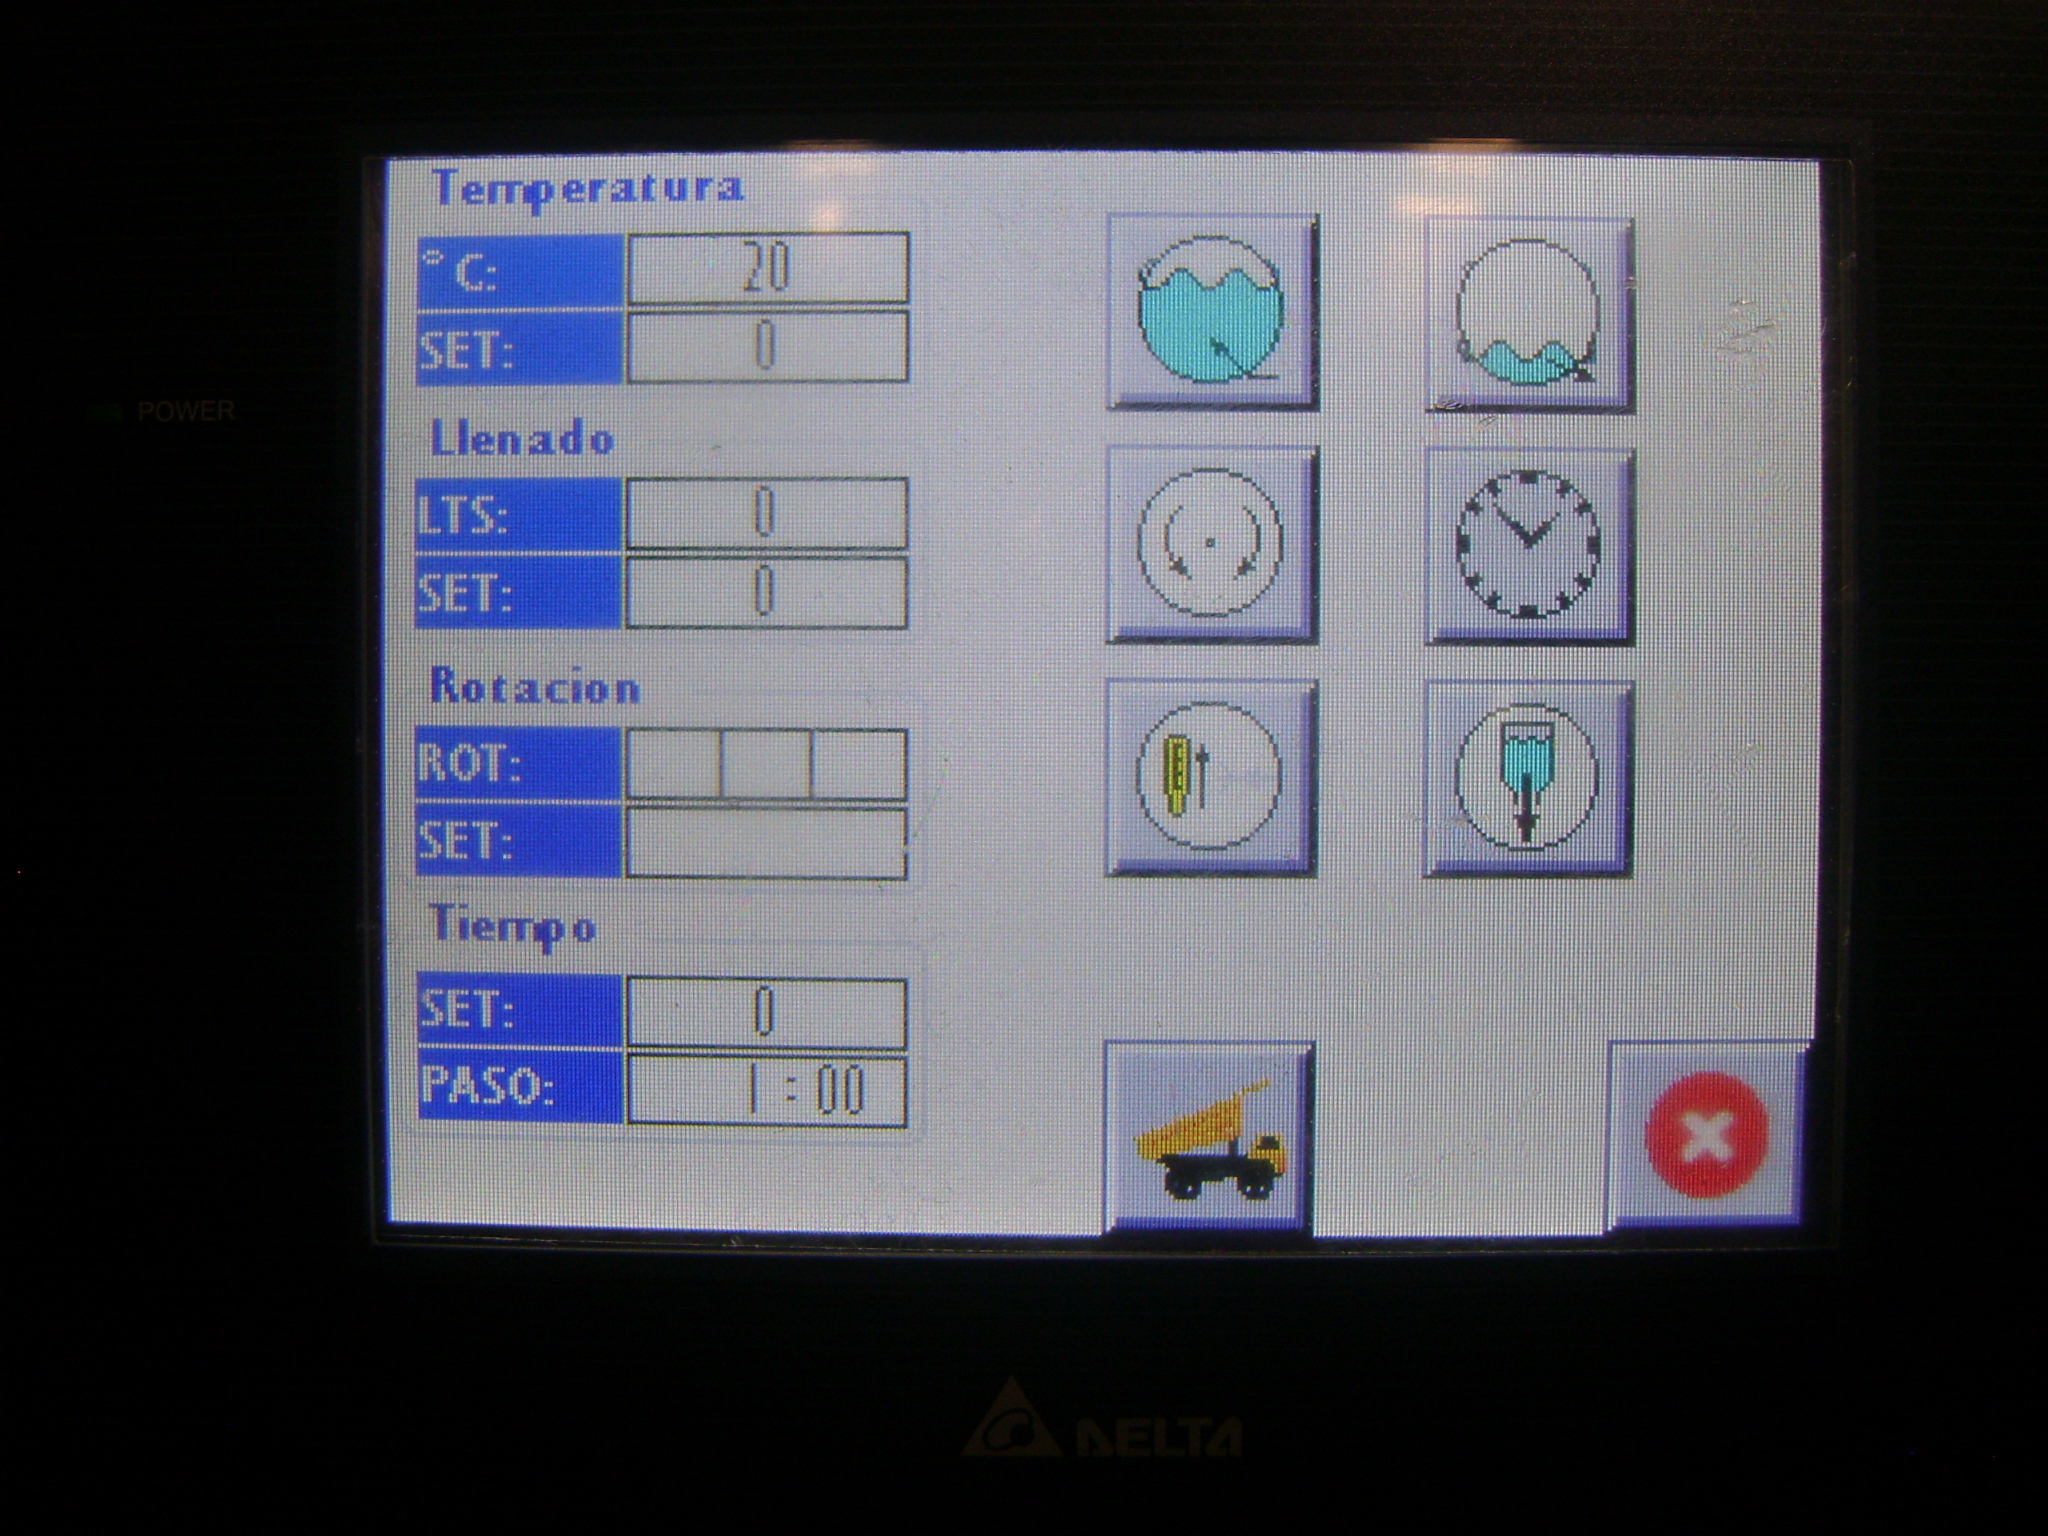 Temperatura
°C: 20
SET: 0
POWER
Llenado
LTS: 0
SET: 0
Rotacion
ROT:
SET:
Tiempo
SET: 0
PASO: 1:00
DELTA